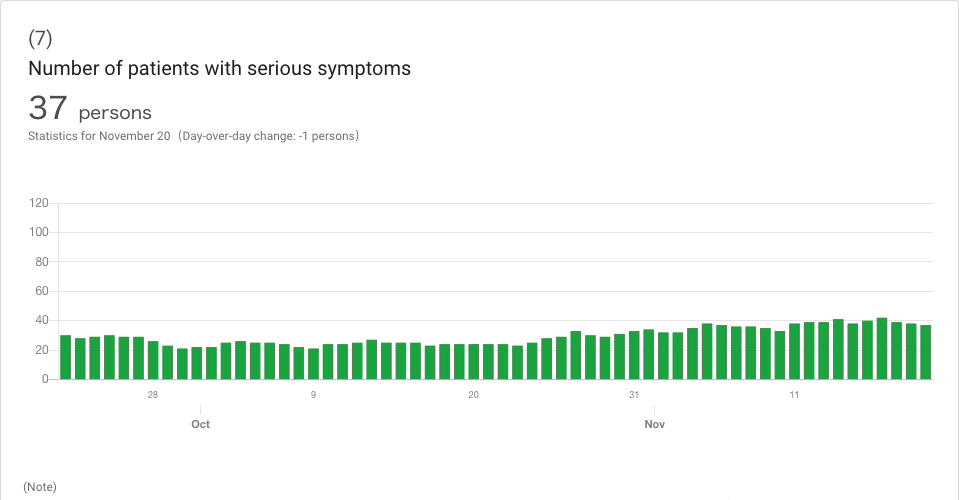 (7)
Number of patients with serious symptoms
37 persons
Statistics for November 20（Day-over-day change: -1 persons）
120
100
80
60
40
20
0
28 9 20 31 11
Oct Nov
(Note)